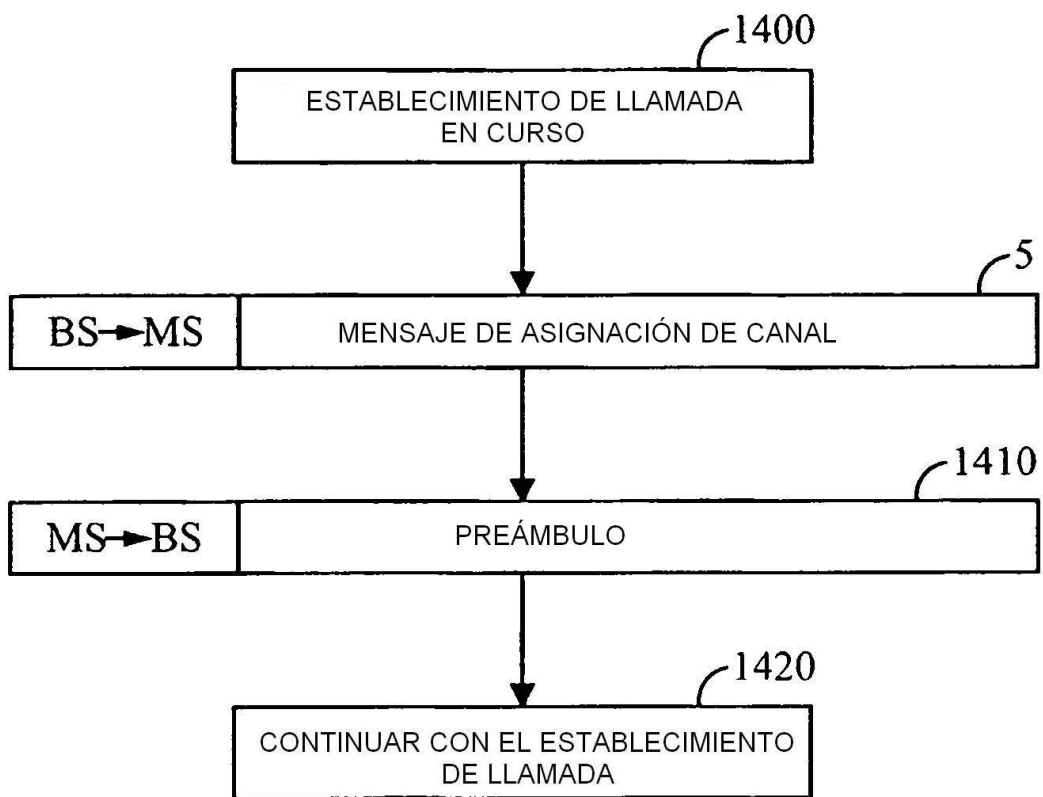 1400
ESTABLECIMIENTO DE LLAMADA
EN CURSO
5
BS→MS MENSAJE DE ASIGNACIÓN DE CANAL
1410
MS→BS PREÁMBULO
1420
CONTINUAR CON EL ESTABLECIMIENTO
DE LLAMADA